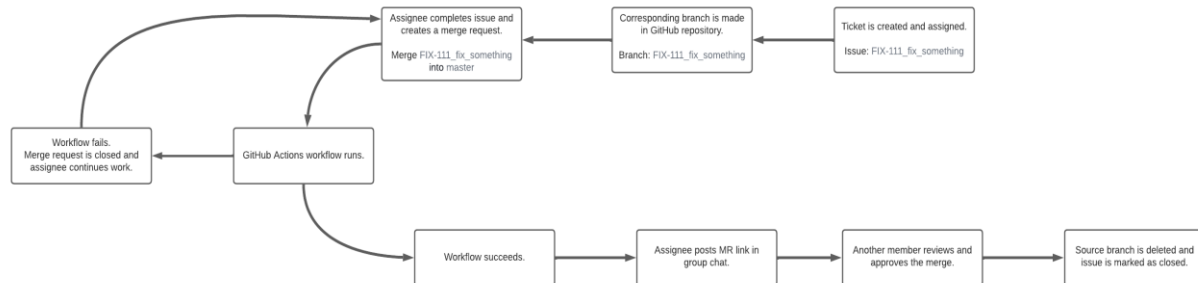 Ticket is created and assigned.
Issue: FIX-111_fix_something
Corresponding branch is made
in GitHub repository.
Branch: FIX-111_fix_something
Assignee completes issue and
creates a merge request.
Merge FIX-111_fix_something
into master
GitHub Actions workflow runs.
Workflow fails.
Merge request is closed and
assignee continues work.
Workflow succeeds.
Assignee posts MR link in
group chat.
Another member reviews and
approves the merge.
Source branch is deleted and
issue is marked as closed.